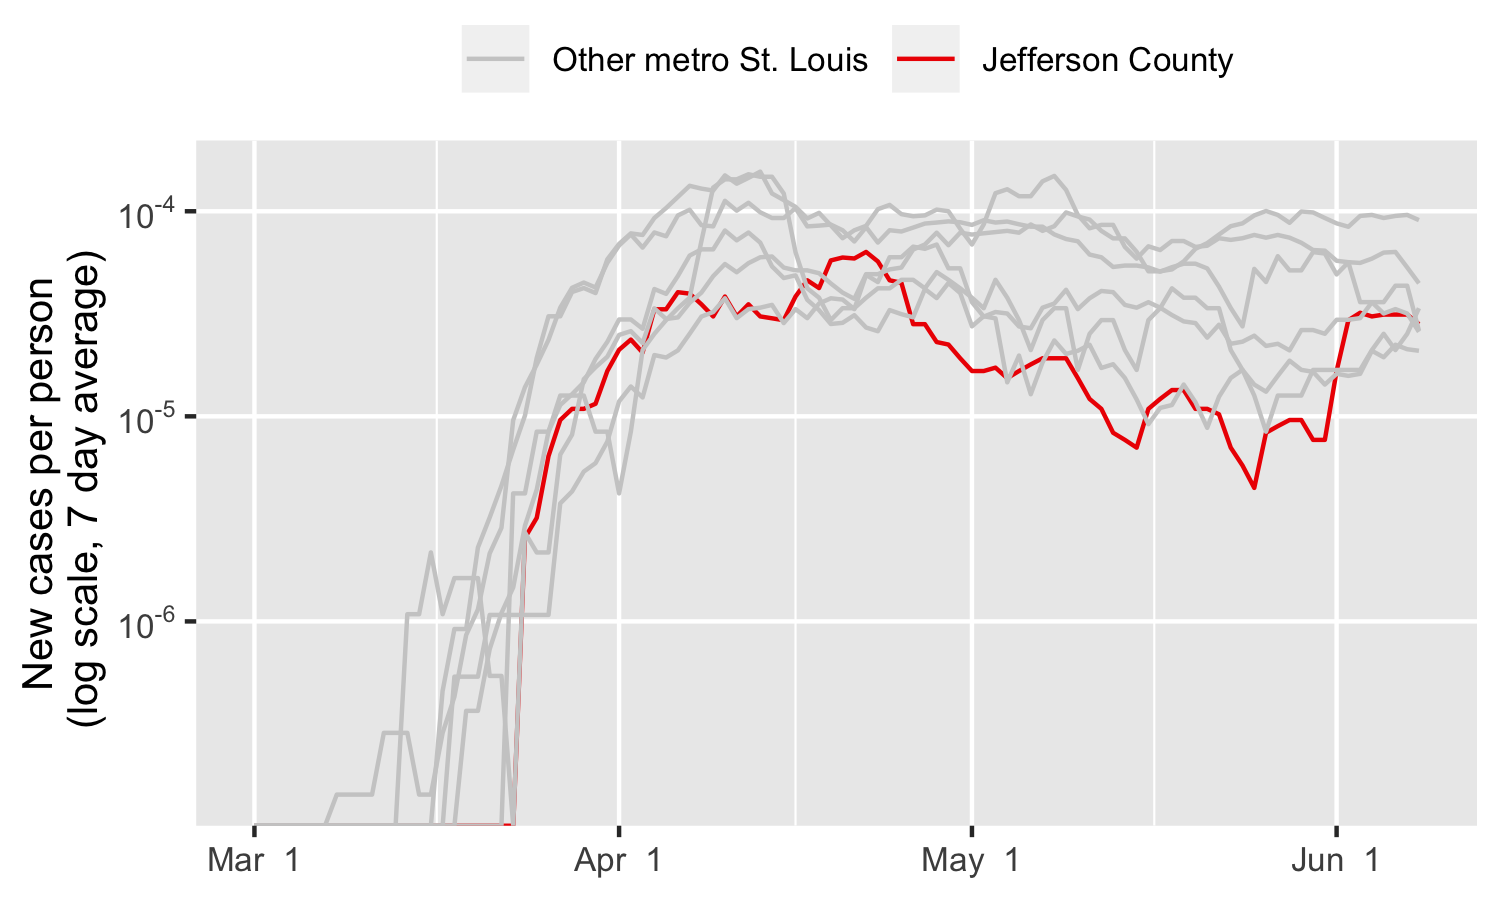 Other metro St. Louis Jefferson County
New cases per person
(log scale, 7 day average)
10⁻⁴
10⁻⁵
10⁻⁶
Mar 1 Apr 1 May 1 Jun 1